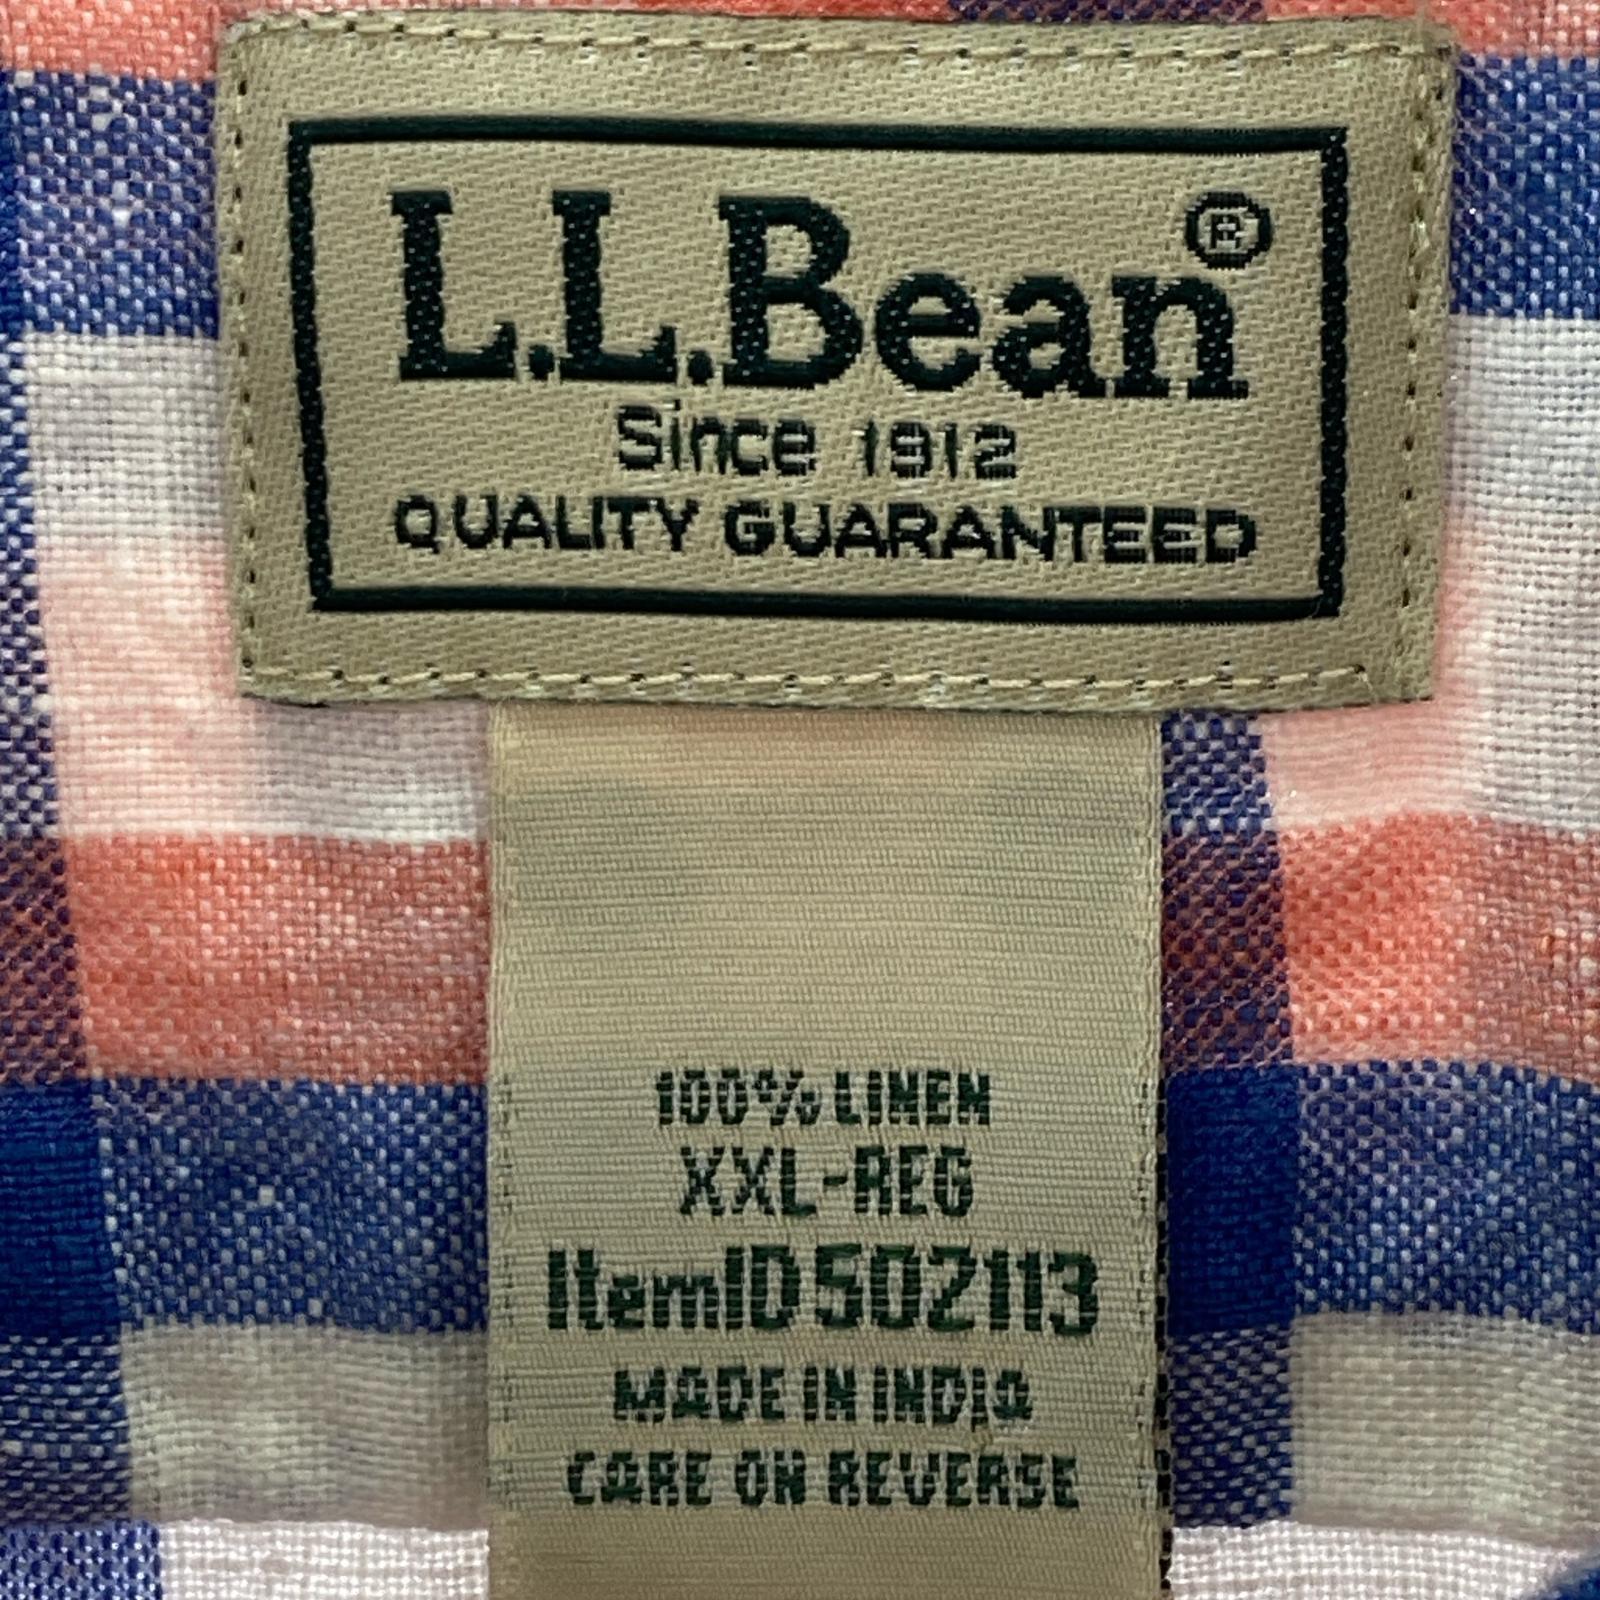 L.L.Bean®
Since 1912
QUALITY GUARANTEED
100% LINEN
XXL-REG
ItemID 502113
MADE IN INDIA
CARE ON REVERSE